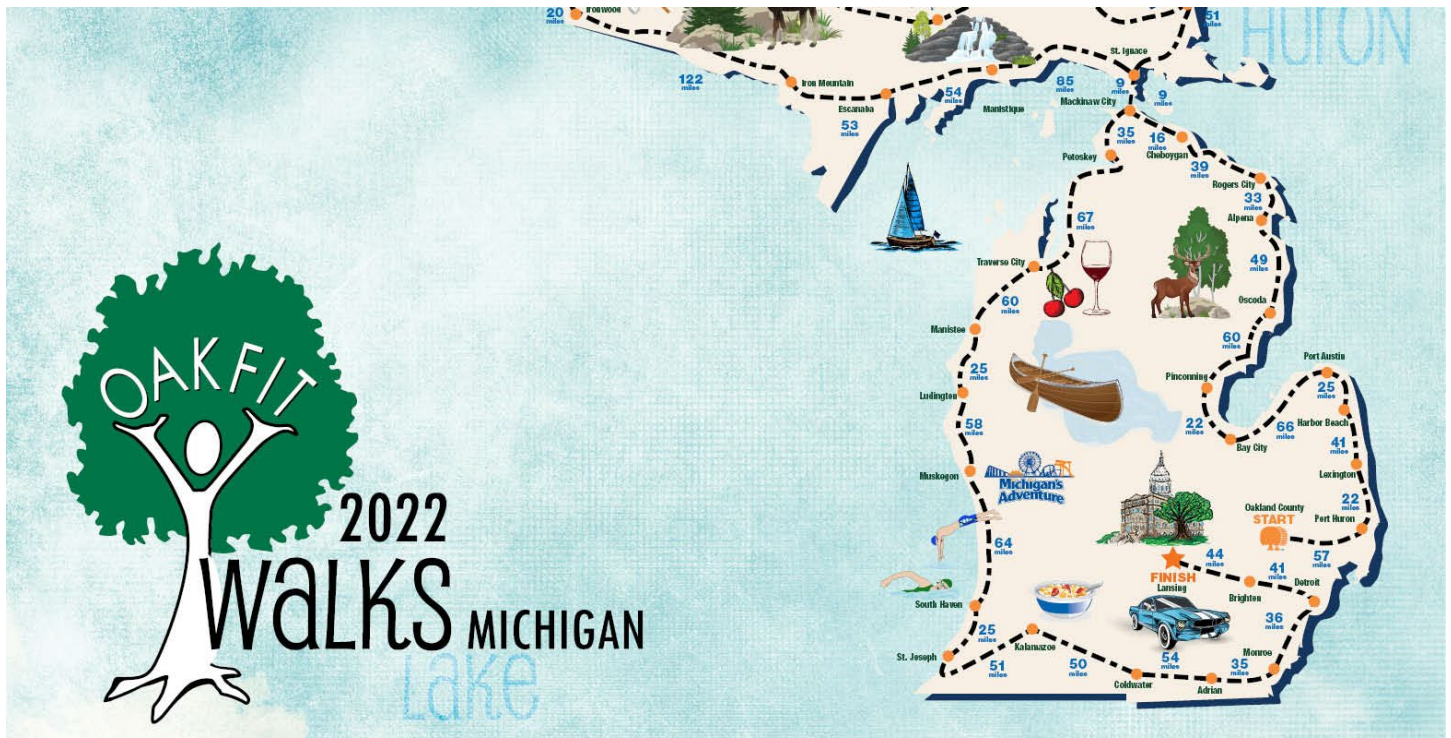 20
miles
Ironwood
51
miles
Huron
122
miles
Iron Mountain
Escanaba
53
miles
54
miles
Manistique
85
miles
St. Ignace
9
miles
9
miles
Mackinaw City
35
miles
16
miles
Petoskey
Cheboygan
39
miles
Rogers City
33
miles
Alpena
67
miles
49
miles
Traverse City
Oscoda
60
miles
60
miles
Manistee
Port Austin
25
miles
Pinconning
25
miles
Ludington
Harbor Beach
22
miles
66
miles
58
miles
Bay City
41
miles
Lexington
Muskegon
Michigan's
Adventure
22
miles
Oakland County
START
Port Huron
64
miles
57
miles
44
miles
FINISH
Lansing
41
miles
Detroit
Brighton
South Haven
36
miles
25
miles
Kalamazoo
St. Joseph
51
miles
50
miles
54
miles
35
miles
Monroe
Coldwater
Adrian
OAKFIT
2022
WALKS MICHIGAN
Lake